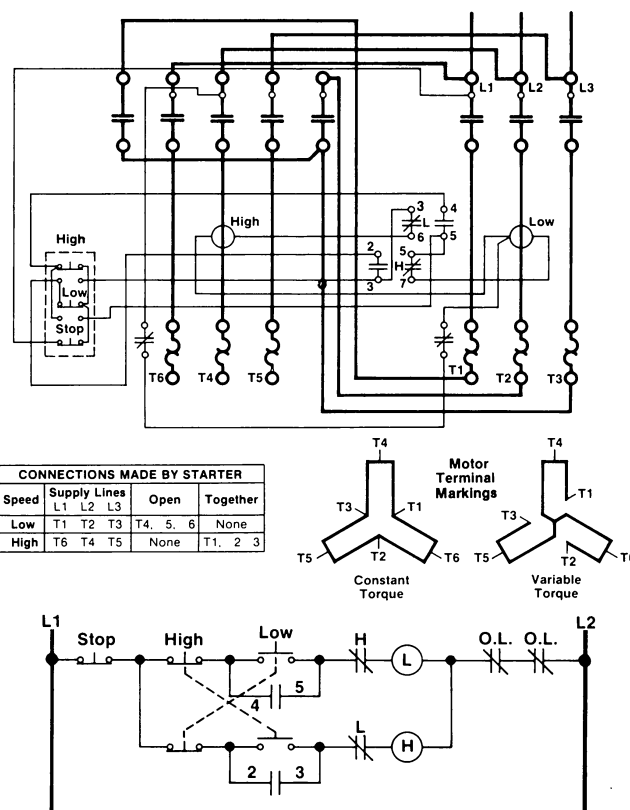 L1 L2 L3
High
3 4
L
6 5
Low
High
2
5
H
3
7
Low
Stop
T6 T4 T5 T1 T2 T3
CONNECTIONS MADE BY STARTER
Speed Supply Lines L1 L2 L3 Open Together
Low T1 T2 T3 T4, 5, 6 None
High T6 T4 T5 None T1, 2 3
Motor
Terminal
Markings
T4
T3 T1
T5 T2 T6
Constant
Torque
T4
T1
T3
T5 T2
Variable
Torque
L1 L2
Stop High Low H L O.L. O.L.
4 5
L
H
2 3